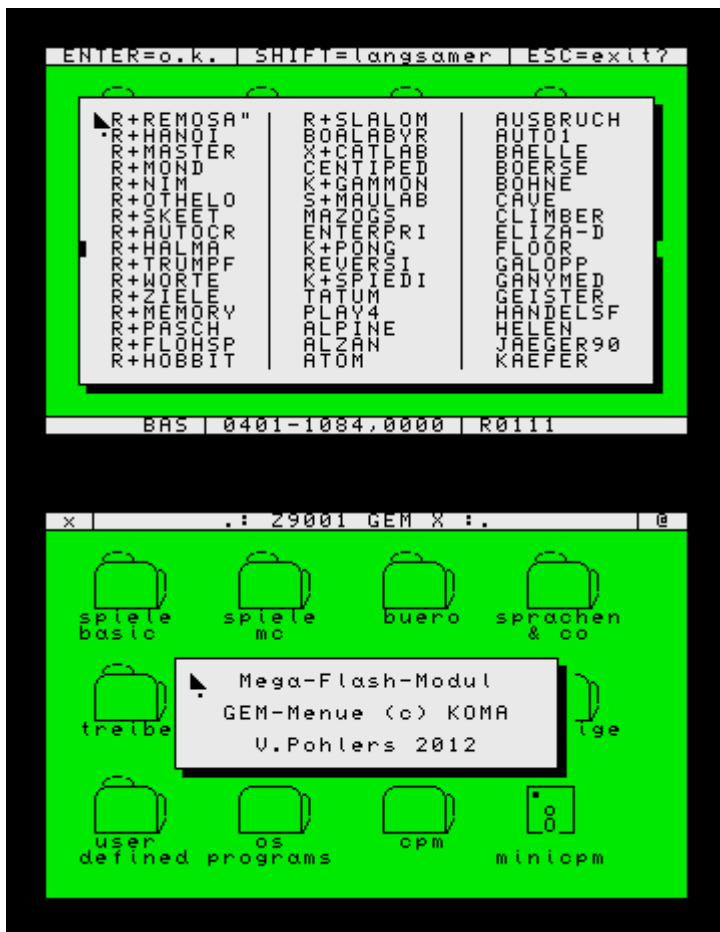 ENTER=o.k. | SHIFT=langsamer | ESC=exit?
R+REMOSA" | R+SLALOM | AUSBRUCH
R+HANOI | BOALABYR | AUTO1
R+MASTER | X+CATLAB | BAELLE
R+MOND | CENTIPED | BOERSE
R+NIM | K+GAMMON | BOHNE
R+OTHELO | S+MAULAB | CAVE
R+SKEET | MAZOGS | CLIMBER
R+AUTOCR | ENTERPRI | ELIZA-D
R+HALMA | K+PONG | FLOOR
R+TRUMPF | REVERSI | GALOPP
R+WORTE | K+SPIEDI | GANYMED
R+ZIELE | TATUM | GEISTER
R+MEMORY | PLAY4 | HANDELSF
R+PASCH | ALPINE | HELEN
R+FLOHSP | ALZAN | JAEGER90
R+HOBBIT | ATOM | KAEFER
BAS | 0401-1084,0000 | R0111
x | .: Z9001 GEM X :. | @
spiele spiele buero sprachen
basic mc & co
Mega-Flash-Modul
GEM-Menue (c) KOMA
V.Pohlers 2012
treibe ige
user os cpm
defined programs minicpm